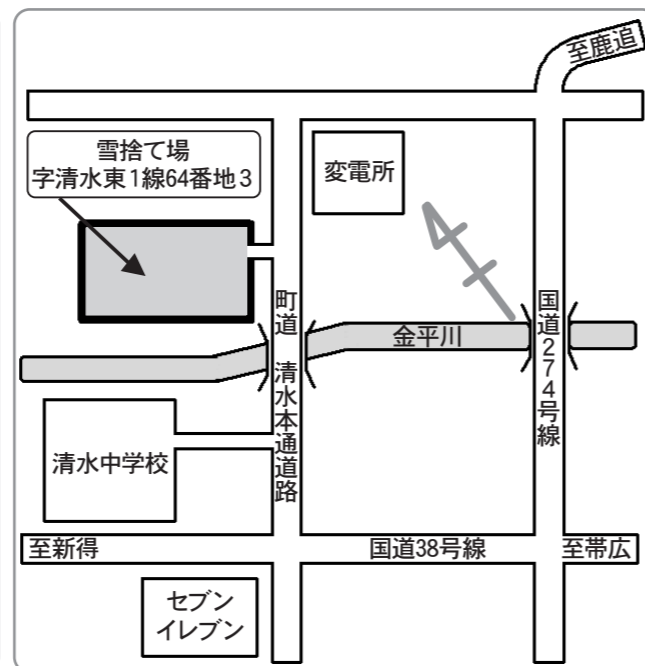 至鹿追
雪捨て場
字清水東1線64番地3
変電所
町道 清水本通道路
国道274号線
金平川
清水中学校
至新得
国道38号線
至帯広
セブン
イレブン